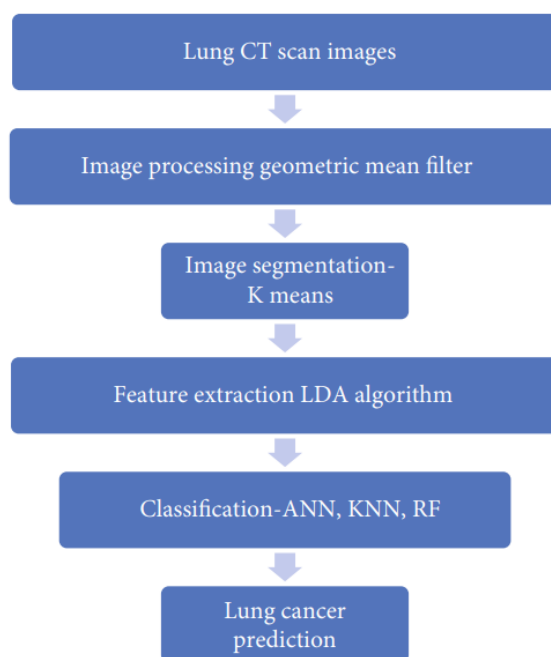 Lung CT scan images
Image processing geometric mean filter
Image segmentation-
K means
Feature extraction LDA algorithm
Classification-ANN, KNN, RF
Lung cancer
prediction